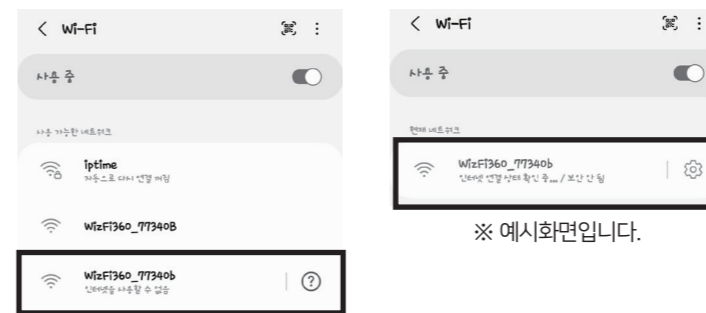 Wi-Fi
사용 중
사용 가능한 네트워크
iptime
자동으로 다시 연결 꺼짐
WizFi360_77340B
WizFi360_77340b
인터넷을 사용할 수 없음
Wi-Fi
사용 중
현재 네트워크
WizFi360_77340b
인터넷 연결 상태 확인 중... / 보안 안 됨
※ 예시화면입니다.